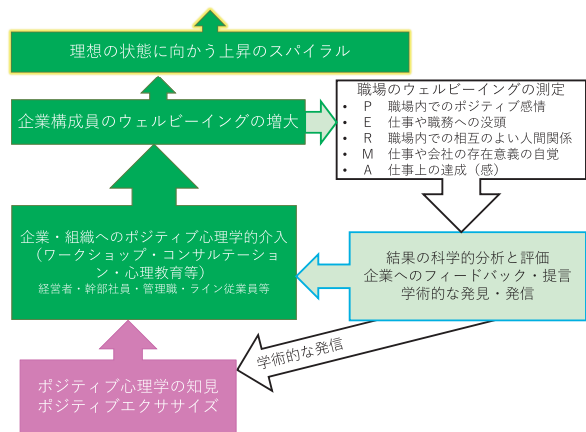 理想の状態に向かう上昇のスパイラル
企業構成員のウェルビーイングの増大
職場のウェルビーイングの測定
• P 職場内でのポジティブ感情
• E 仕事や職務への没頭
• R 職場内での相互のよい人間関係
• M 仕事や会社の存在意義の自覚
• A 仕事上の達成（感）
企業・組織へのポジティブ心理学的介入
（ワークショップ・コンサルテーショ
ン・心理教育等）
経営者・幹部社員・管理職・ライン従業員等
結果の科学的分析と評価
企業へのフィードバック・提言
学術的な発見・発信
学術的な発信
ポジティブ心理学の知見
ポジティブエクササイズ